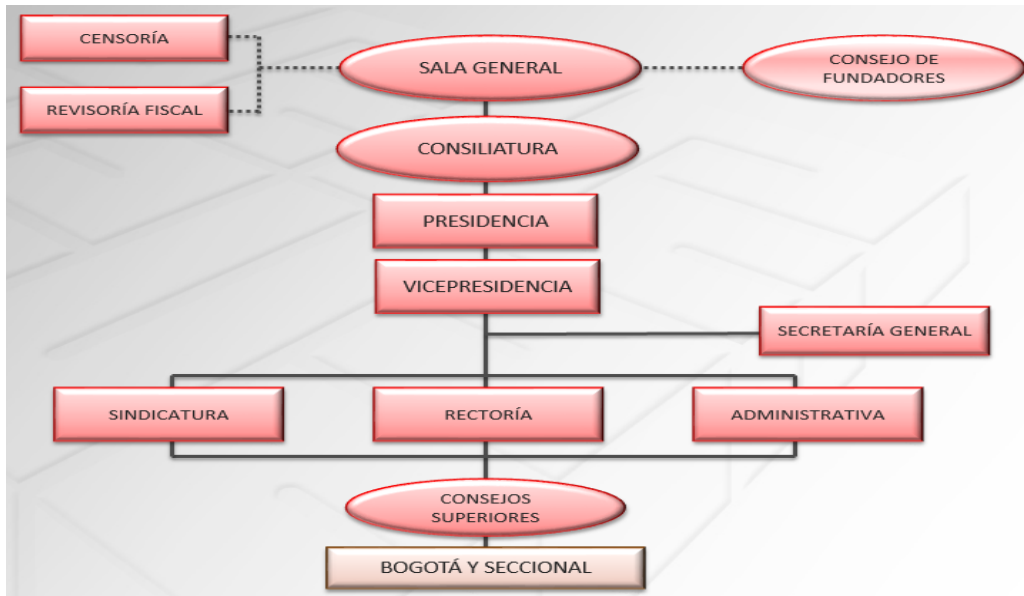 CENSORÍA
SALA GENERAL
CONSEJO DE
FUNDADORES
REVISORÍA FISCAL
CONSILIATURA
PRESIDENCIA
VICEPRESIDENCIA
SECRETARÍA GENERAL
SINDICATURA
RECTORÍA
ADMINISTRATIVA
CONSEJOS
SUPERIORES
BOGOTÁ Y SECCIONAL